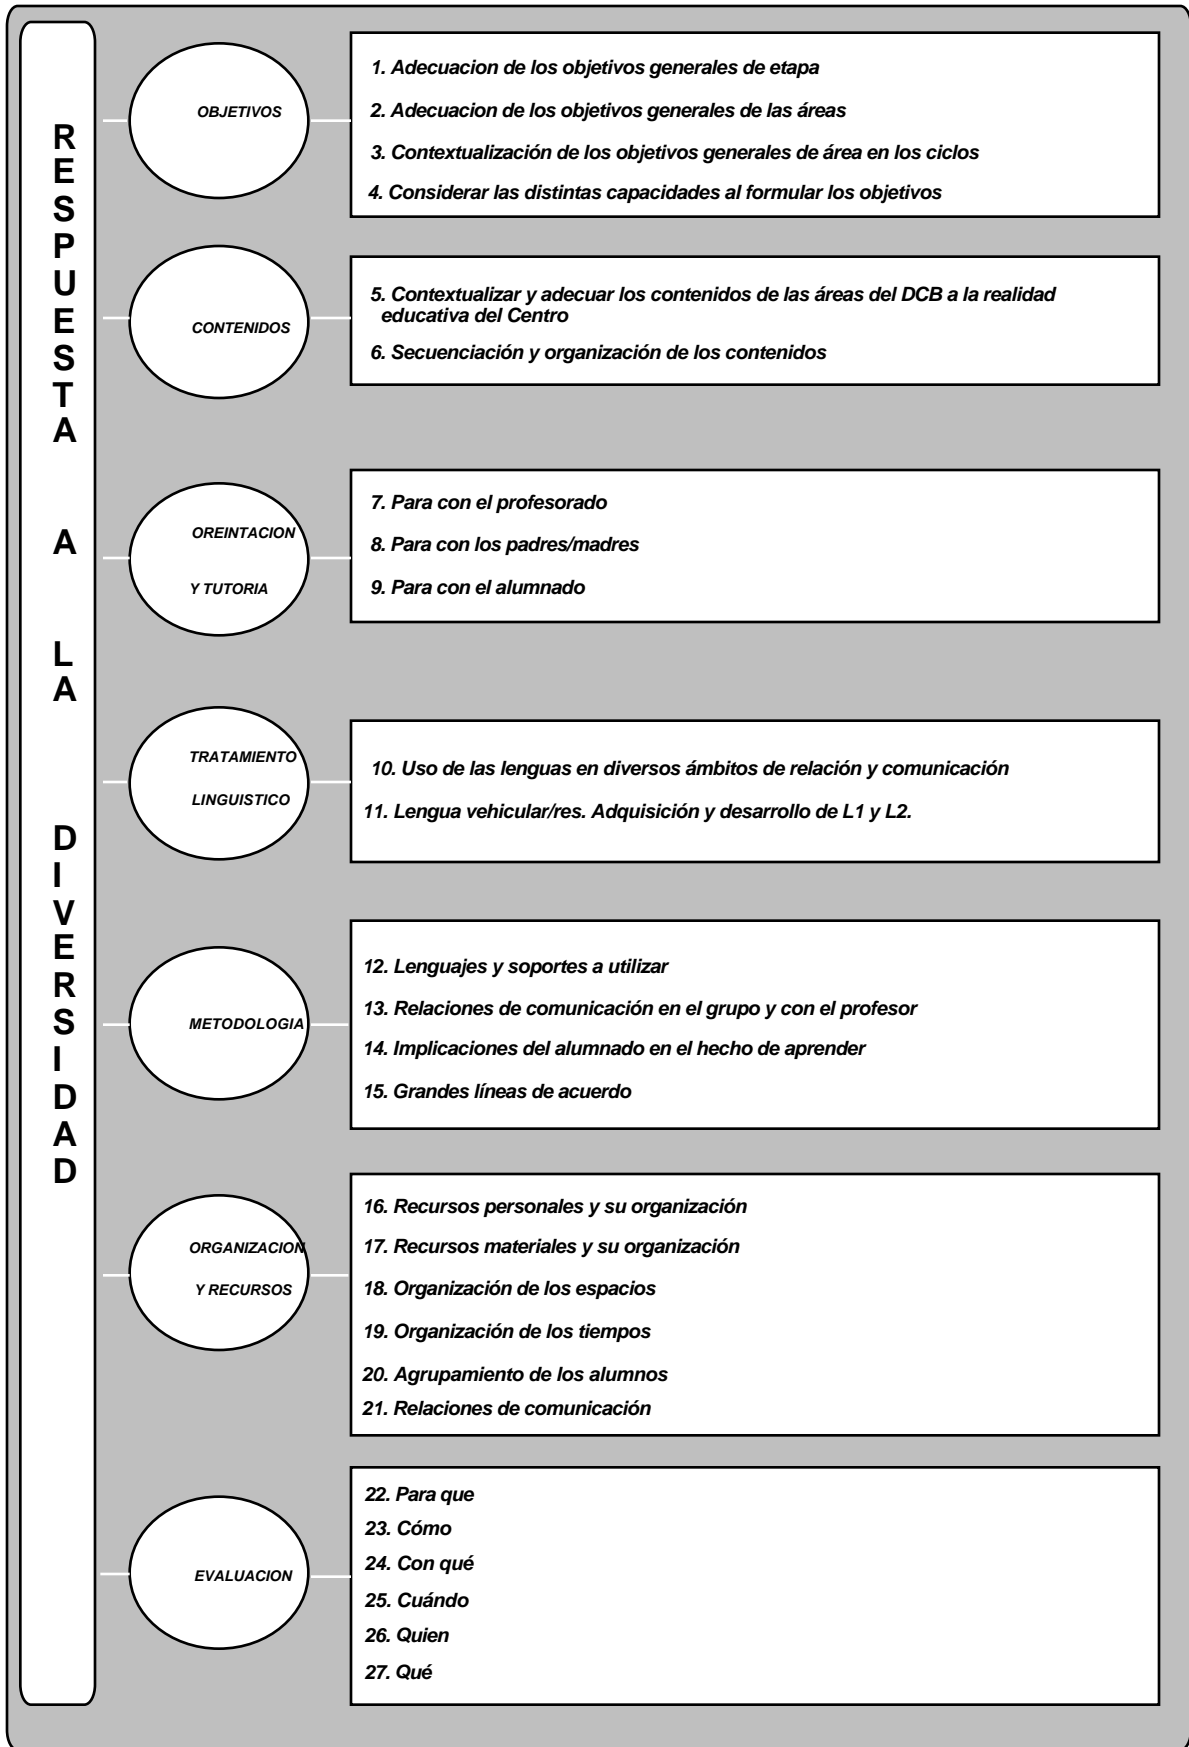 RESPUESTA A LA DIVERSIDAD
OBJETIVOS
1. Adecuacion de los objetivos generales de etapa
2. Adecuacion de los objetivos generales de las áreas
3. Contextualización de los objetivos generales de área en los ciclos
4. Considerar las distintas capacidades al formular los objetivos
CONTENIDOS
5. Contextualizar y adecuar los contenidos de las áreas del DCB a la realidad
educativa del Centro
6. Secuenciación y organización de los contenidos
OREINTACION
Y TUTORIA
7. Para con el profesorado
8. Para con los padres/madres
9. Para con el alumnado
TRATAMIENTO
LINGUISTICO
10. Uso de las lenguas en diversos ámbitos de relación y comunicación
11. Lengua vehicular/res. Adquisición y desarrollo de L1 y L2.
METODOLOGIA
12. Lenguajes y soportes a utilizar
13. Relaciones de comunicación en el grupo y con el profesor
14. Implicaciones del alumnado en el hecho de aprender
15. Grandes líneas de acuerdo
ORGANIZACION
Y RECURSOS
16. Recursos personales y su organización
17. Recursos materiales y su organización
18. Organización de los espacios
19. Organización de los tiempos
20. Agrupamiento de los alumnos
21. Relaciones de comunicación
EVALUACION
22. Para que
23. Cómo
24. Con qué
25. Cuándo
26. Quien
27. Qué